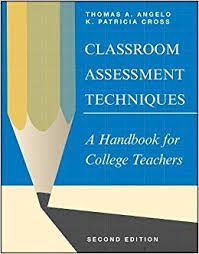 THOMAS A. ANGELO
K. PATRICIA CROSS
CLASSROOM
ASSESSMENT
TECHNIQUES
A Handbook for
College Teachers
SECOND EDITION